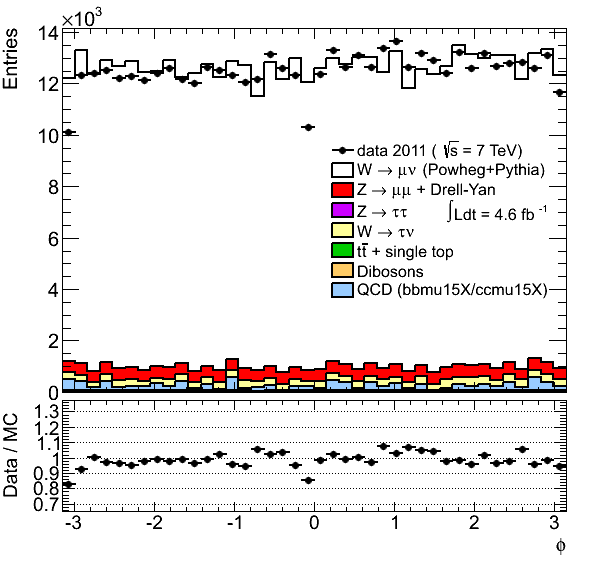 ×10³
Entries
14
12
10
8
6
4
2
0
data 2011 ( √s = 7 TeV)
W → μν (Powheg+Pythia)
Z → μμ + Drell-Yan
Z → ττ ∫Ldt = 4.6 fb⁻¹
W → τν
tt̄ + single top
Dibosons
QCD (bbmu15X/ccmu15X)
Data / MC
1.3
1.2
1.1
1
0.9
0.8
0.7
-3 -2 -1 0 1 2 3
ϕ